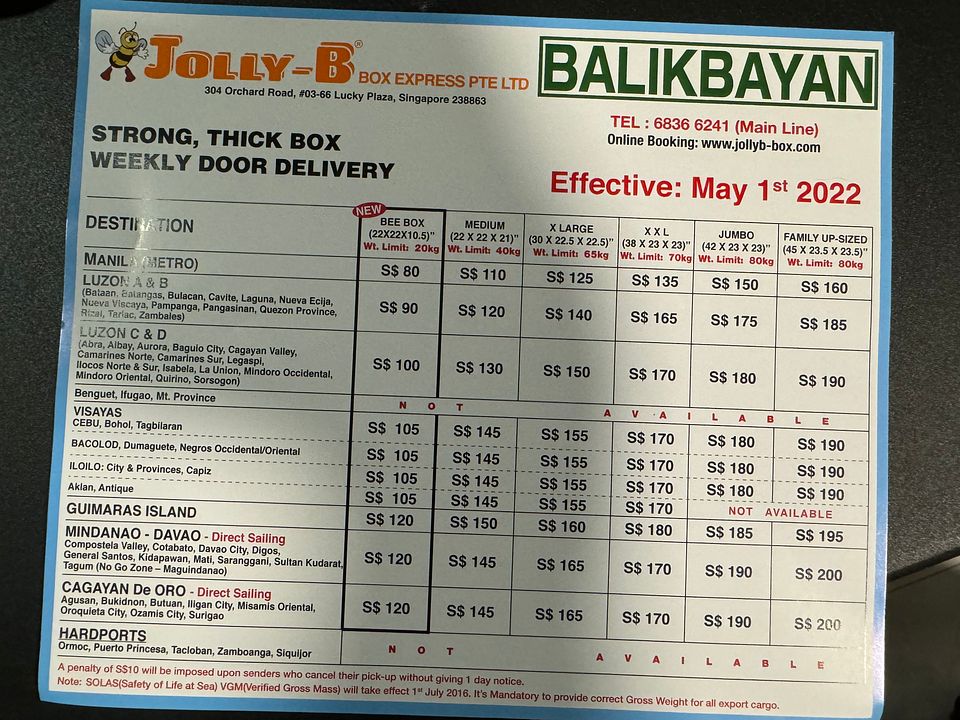 JOLLY-B® BOX EXPRESS PTE LTD
304 Orchard Road, #03-66 Lucky Plaza, Singapore 238863
BALIKBAYAN
TEL : 6836 6241 (Main Line)
Online Booking: www.jollyb-box.com
STRONG, THICK BOX
WEEKLY DOOR DELIVERY
Effective: May 1st 2022
NEW
DESTINATION
BEE BOX
(22X22X10.5)"
Wt. Limit: 20kg
MEDIUM
(22 X 22 X 21)"
Wt. Limit: 40kg
X LARGE
(30 X 22.5 X 22.5)"
Wt. Limit: 65kg
X X L
(38 X 23 X 23)"
Wt. Limit: 70kg
JUMBO
(42 X 23 X 23)"
Wt. Limit: 80kg
FAMILY UP-SIZED
(45 X 23.5 X 23.5)"
Wt. Limit: 80kg
MANILA (METRO) S$ 80 S$ 110 S$ 125 S$ 135 S$ 150 S$ 160
LUZON A & B
(Bataan, Batangas, Bulacan, Cavite, Laguna, Nueva Ecija,
Nueva Viscaya, Pampanga, Pangasinan, Quezon Province,
Rizal, Tarlac, Zambales)
S$ 90 S$ 120 S$ 140 S$ 165 S$ 175 S$ 185
LUZON C & D
(Abra, Albay, Aurora, Baguio City, Cagayan Valley,
Camarines Norte, Camarines Sur, Legaspi,
Ilocos Norte & Sur, Isabela, La Union, Mindoro Occidental,
Mindoro Oriental, Quirino, Sorsogon)
S$ 100 S$ 130 S$ 150 S$ 170 S$ 180 S$ 190
Benguet, Ifugao, Mt. Province NOT AVAILABLE
VISAYAS
CEBU, Bohol, Tagbilaran S$ 105 S$ 145 S$ 155 S$ 170 S$ 180 S$ 190
BACOLOD, Dumaguete, Negros Occidental/Oriental S$ 105 S$ 145 S$ 155 S$ 170 S$ 180 S$ 190
ILOILO: City & Provinces, Capiz S$ 105 S$ 145 S$ 155 S$ 170 S$ 180 S$ 190
Aklan, Antique S$ 105 S$ 145 S$ 155 S$ 170 NOT AVAILABLE
GUIMARAS ISLAND S$ 120 S$ 150 S$ 160 S$ 180 S$ 185 S$ 195
MINDANAO - DAVAO - Direct Sailing
Compostela Valley, Cotabato, Davao City, Digos,
General Santos, Kidapawan, Mati, Saranggani, Sultan Kudarat,
Tagum (No Go Zone – Maguindanao)
S$ 120 S$ 145 S$ 165 S$ 170 S$ 190 S$ 200
CAGAYAN De ORO - Direct Sailing
Agusan, Bukidnon, Butuan, Iligan City, Misamis Oriental,
Oroquieta City, Ozamis City, Surigao
S$ 120 S$ 145 S$ 165 S$ 170 S$ 190 S$ 200
HARDPORTS
Ormoc, Puerto Princesa, Tacloban, Zamboanga, Siquijor NOT AVAILABLE
A penalty of S$10 will be imposed upon senders who cancel their pick-up without giving 1 day notice.
Note: SOLAS(Safety of Life at Sea) VGM(Verified Gross Mass) will take effect 1st July 2016. It's Mandatory to provide correct Gross Weight for all export cargo.